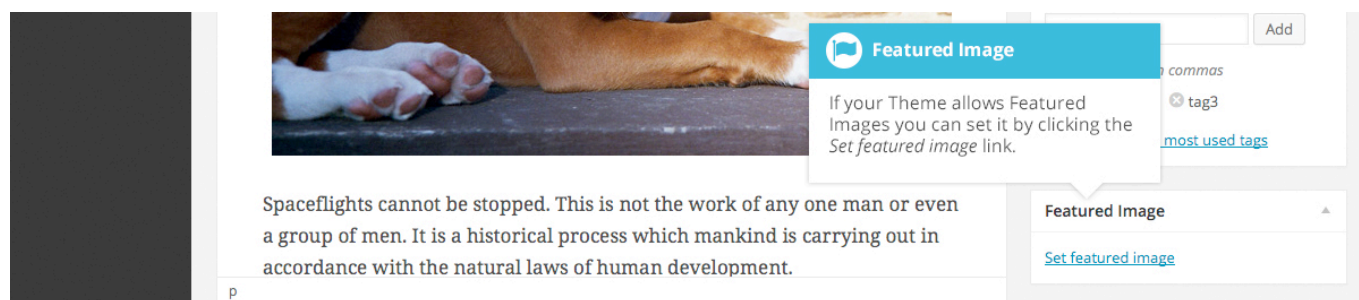 Add
Featured Image
commas
If your Theme allows Featured
Images you can set it by clicking the
Set featured image link.
tag3
most used tags
Spaceflights cannot be stopped. This is not the work of any one man or even
a group of men. It is a historical process which mankind is carrying out in
accordance with the natural laws of human development.
p
Featured Image
Set featured image